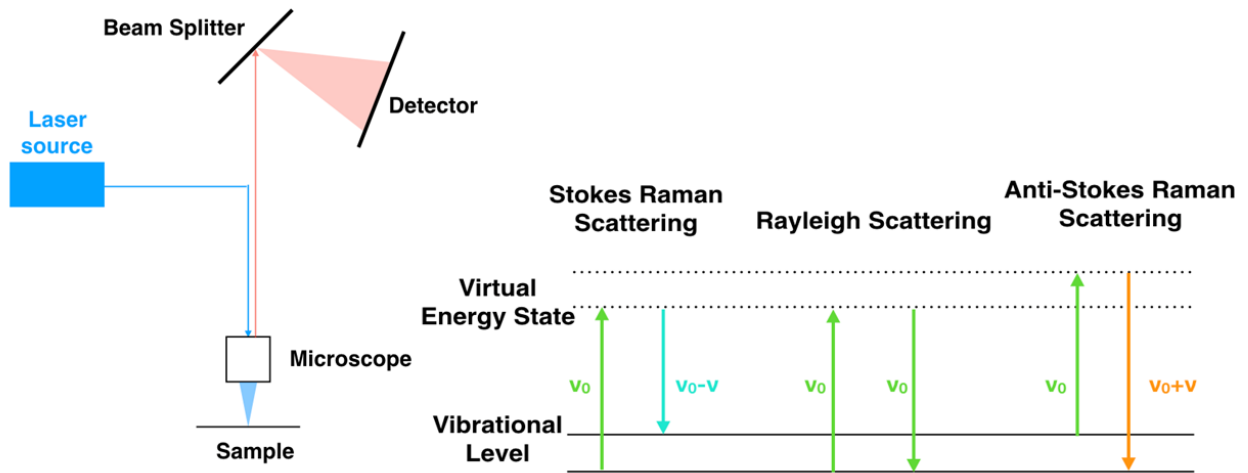 Beam Splitter
Detector
Laser
source
Microscope
Sample
Stokes Raman
Scattering
Rayleigh Scattering
Anti-Stokes Raman
Scattering
Virtual
Energy State
ν₀
ν₀-ν
ν₀
ν₀
ν₀
ν₀+ν
Vibrational
Level